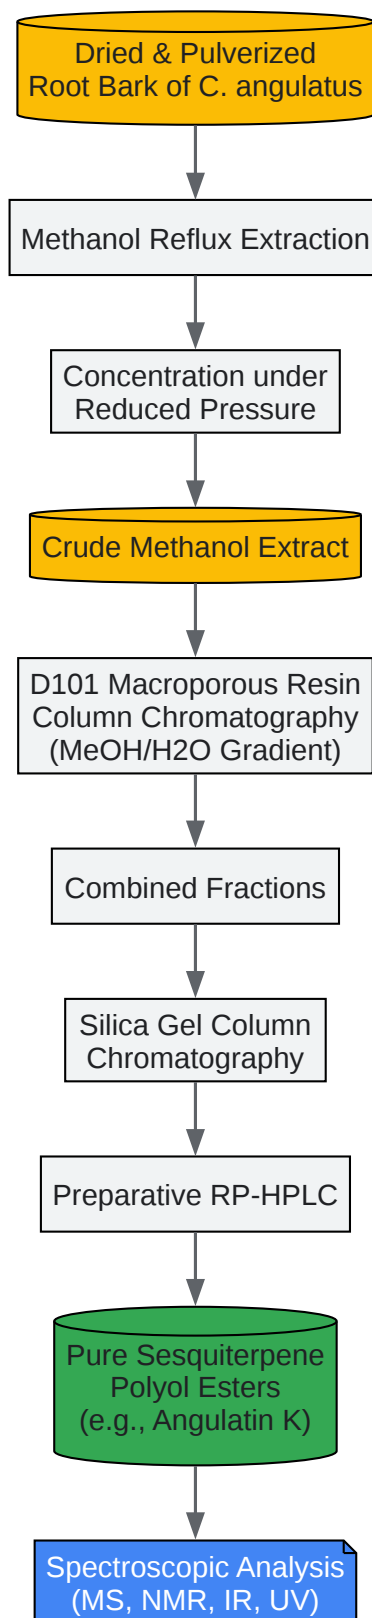 Dried & Pulverized
Root Bark of C. angulatus
Methanol Reflux Extraction
Concentration under
Reduced Pressure
Crude Methanol Extract
D101 Macroporous Resin
Column Chromatography
(MeOH/H2O Gradient)
Combined Fractions
Silica Gel Column
Chromatography
Preparative RP-HPLC
Pure Sesquiterpene
Polyol Esters
(e.g., Angulatin K)
Spectroscopic Analysis
(MS, NMR, IR, UV)